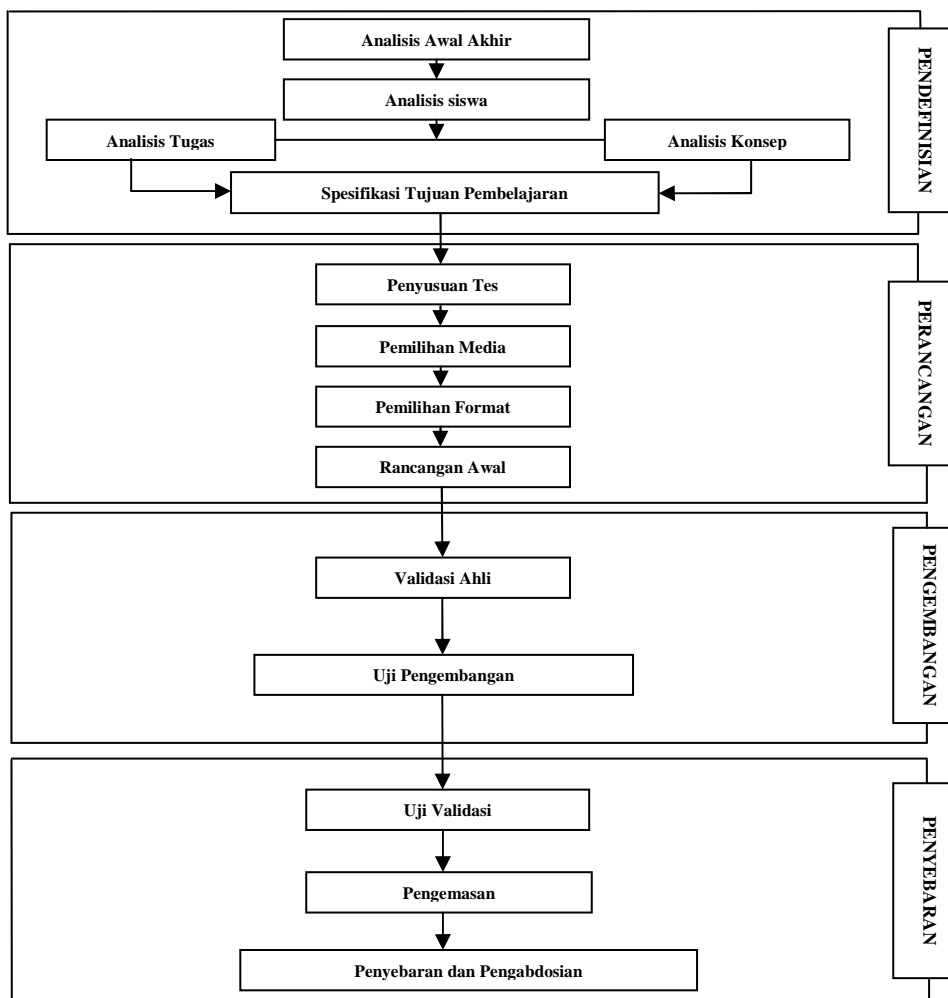 Analisis Awal Akhir
Analisis siswa
Analisis Tugas
Analisis Konsep
Spesifikasi Tujuan Pembelajaran
PENDEFINISIAN
Penyusuan Tes
Pemilihan Media
Pemilihan Format
Rancangan Awal
PERANCANGAN
Validasi Ahli
Uji Pengembangan
PENGEMBANGAN
Uji Validasi
Pengemasan
Penyebaran dan Pengabdosian
PENYEBARAN